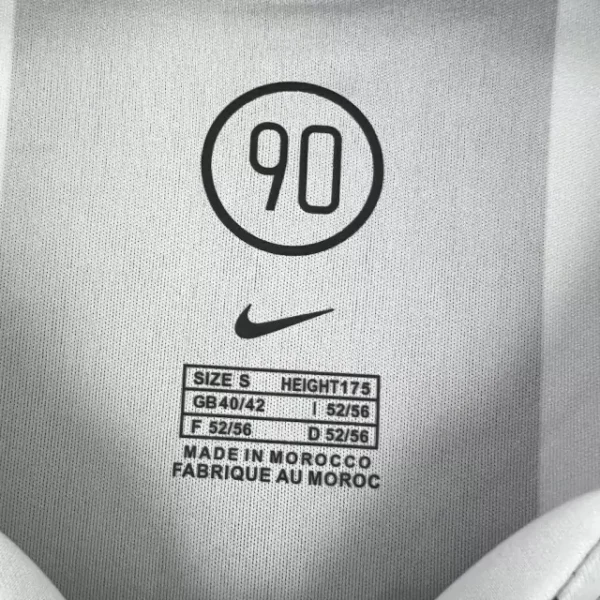 90
SIZE S HEIGHT175
GB40/42 I 52/56
F 52/56 D 52/56
MADE IN MOROCCO
FABRIQUE AU MOROC